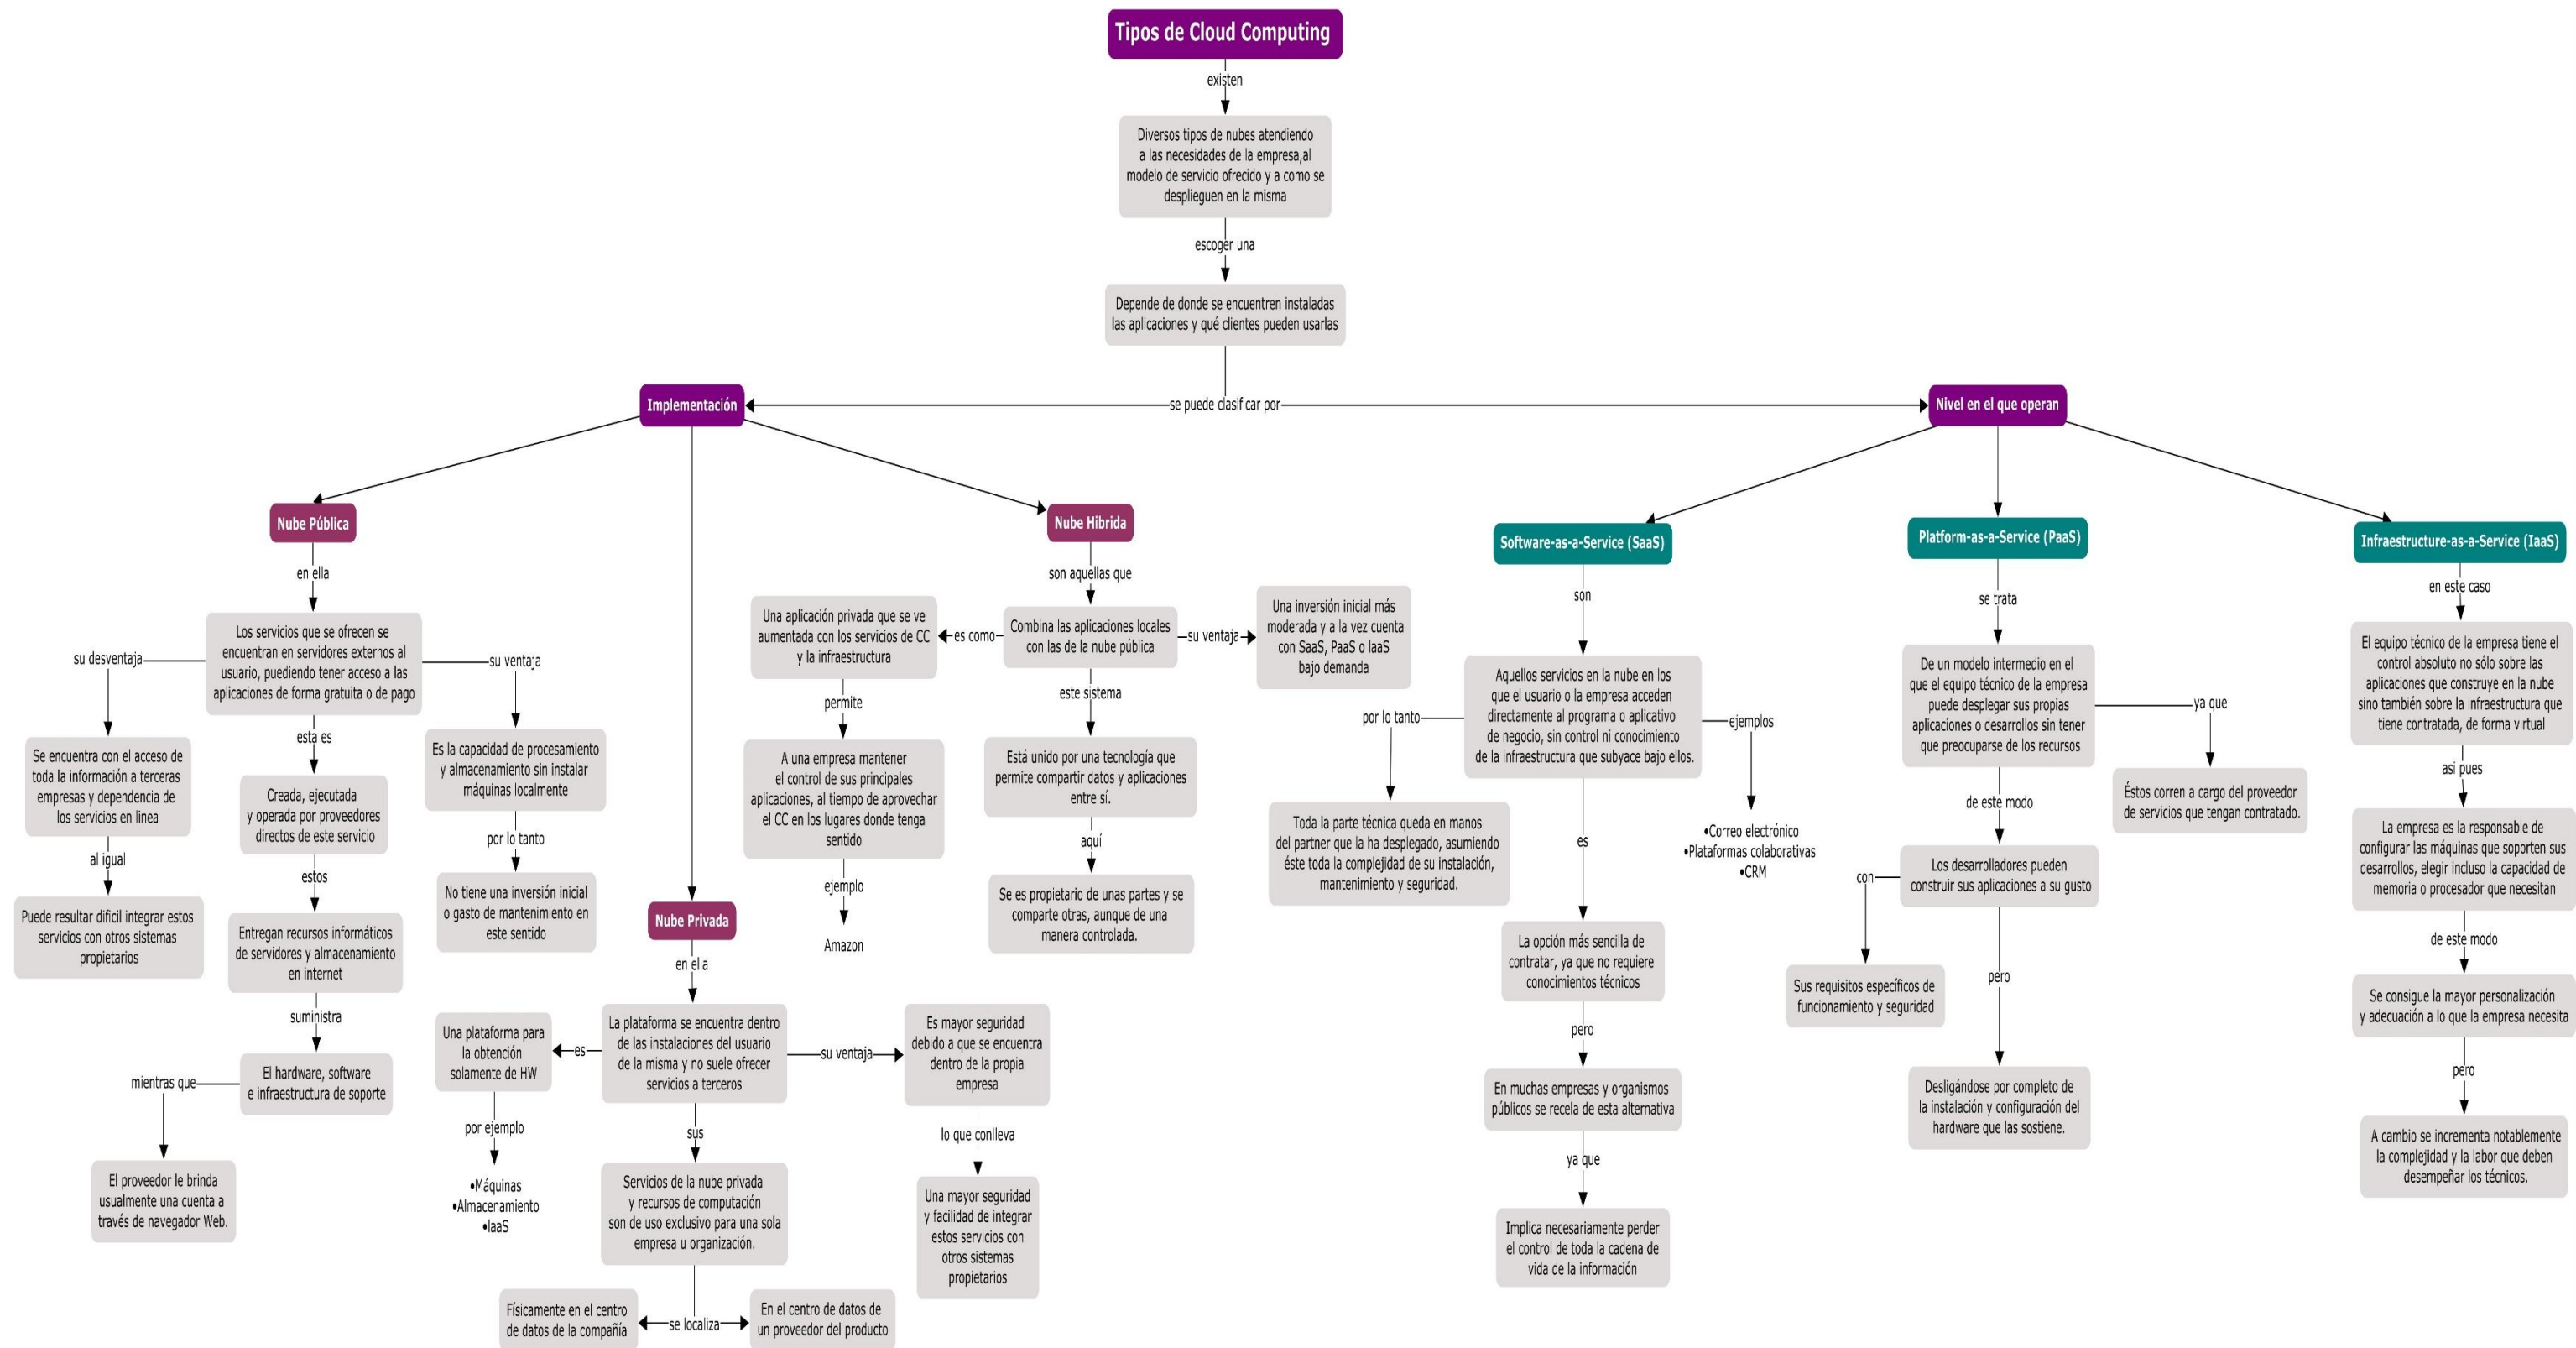 Tipos de Cloud Computing
existen
Diversos tipos de nubes atendiendo
a las necesidades de la empresa,al
modelo de servicio ofrecido y a como se
desplieguen en la misma
escoger una
Depende de donde se encuentren instaladas
las aplicaciones y qué clientes pueden usarlas
se puede clasificar por
Implementación
Nivel en el que operan
Nube Pública
en ella
Los servicios que se ofrecen se
encuentran en servidores externos al
usuario, puediendo tener acceso a las
aplicaciones de forma gratuita o de pago
su desventaja
Se encuentra con el acceso de
toda la información a terceras
empresas y dependencia de
los servicios en linea
al igual
Puede resultar dificil integrar estos
servicios con otros sistemas
propietarios
esta es
Creada, ejecutada
y operada por proveedores
directos de este servicio
estos
Entregan recursos informáticos
de servidores y almacenamiento
en internet
suministra
El hardware, software
e infraestructura de soporte
mientras que
El proveedor le brinda
usualmente una cuenta a
través de navegador Web.
su ventaja
Es la capacidad de procesamiento
y almacenamiento sin instalar
máquinas localmente
por lo tanto
No tiene una inversión inicial
o gasto de mantenimiento en
este sentido
Nube Privada
en ella
La plataforma se encuentra dentro
de las instalaciones del usuario
de la misma y no suele ofrecer
servicios a terceros
es
Una plataforma para
la obtención
solamente de HW
por ejemplo
•Máquinas
•Almacenamiento
•IaaS
sus
Servicios de la nube privada
y recursos de computación
son de uso exclusivo para una sola
empresa u organización.
se localiza
Físicamente en el centro
de datos de la compañía
En el centro de datos de
un proveedor del producto
su ventaja
Es mayor seguridad
debido a que se encuentra
dentro de la propia
empresa
lo que conlleva
Una mayor seguridad
y facilidad de integrar
estos servicios con
otros sistemas
propietarios
Nube Hibrida
son aquellas que
Combina las aplicaciones locales
con las de la nube pública
es como
Una aplicación privada que se ve
aumentada con los servicios de CC
y la infraestructura
permite
A una empresa mantener
el control de sus principales
aplicaciones, al tiempo de aprovechar
el CC en los lugares donde tenga
sentido
ejemplo
Amazon
este sistema
Está unido por una tecnología que
permite compartir datos y aplicaciones
entre sí.
aquí
Se es propietario de unas partes y se
comparte otras, aunque de una
manera controlada.
su ventaja
Una inversión inicial más
moderada y a la vez cuenta
con SaaS, PaaS o IaaS
bajo demanda
Software-as-a-Service (SaaS)
son
Aquellos servicios en la nube en los
que el usuario o la empresa acceden
directamente al programa o aplicativo
de negocio, sin control ni conocimiento
de la infraestructura que subyace bajo ellos.
por lo tanto
Toda la parte técnica queda en manos
del partner que la ha desplegado, asumiendo
éste toda la complejidad de su instalación,
mantenimiento y seguridad.
es
La opción más sencilla de
contratar, ya que no requiere
conocimientos técnicos
pero
En muchas empresas y organismos
públicos se recela de esta alternativa
ya que
Implica necesariamente perder
el control de toda la cadena de
vida de la información
ejemplos
•Correo electrónico
•Plataformas colaborativas
•CRM
Platform-as-a-Service (PaaS)
se trata
De un modelo intermedio en el
que el equipo técnico de la empresa
puede desplegar sus propias
aplicaciones o desarrollos sin tener
que preocuparse de los recursos
ya que
Éstos corren a cargo del proveedor
de servicios que tengan contratado.
de este modo
Los desarrolladores pueden
construir sus aplicaciones a su gusto
con
Sus requisitos específicos de
funcionamiento y seguridad
pero
Desligándose por completo de
la instalación y configuración del
hardware que las sostiene.
Infraestructure-as-a-Service (IaaS)
en este caso
El equipo técnico de la empresa tiene el
control absoluto no sólo sobre las
aplicaciones que construye en la nube
sino también sobre la infraestructura que
tiene contratada, de forma virtual
asi pues
La empresa es la responsable de
configurar las máquinas que soporten sus
desarrollos, elegir incluso la capacidad de
memoria o procesador que necesitan
de este modo
Se consigue la mayor personalización
y adecuación a lo que la empresa necesita
pero
A cambio se incrementa notablemente
la complejidad y la labor que deben
desempeñar los técnicos.